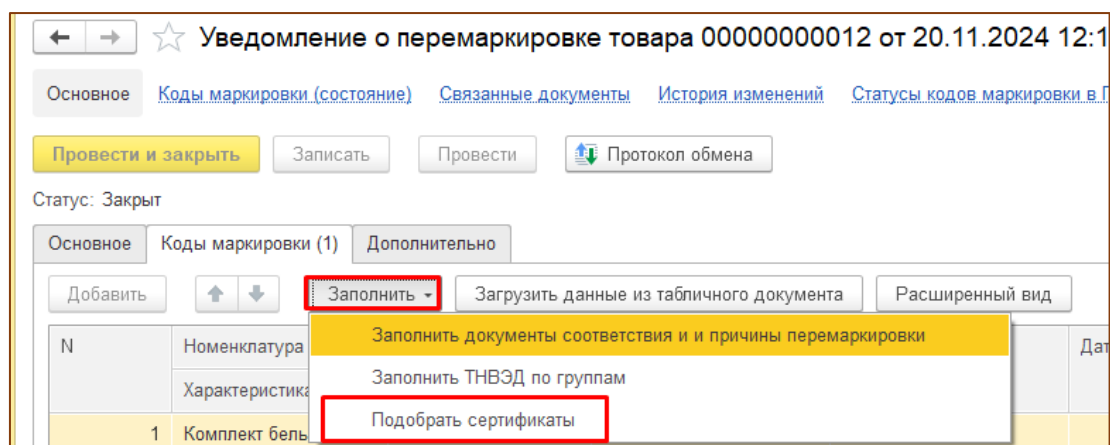 Уведомление о перемаркировке товара 00000000012 от 20.11.2024 12:1
Основное Коды маркировки (состояние) Связанные документы История изменений Статусы кодов маркировки в Г
Провести и закрыть Записать Провести Протокол обмена
Статус: Закрыт
Основное Коды маркировки (1) Дополнительно
Добавить Заполнить Загрузить данные из табличного документа Расширенный вид
Заполнить документы соответствия и и причины перемаркировки
N Номенклатура Дат
Заполнить ТНВЭД по группам
Характеристика
Подобрать сертификаты
1 Комплект бель